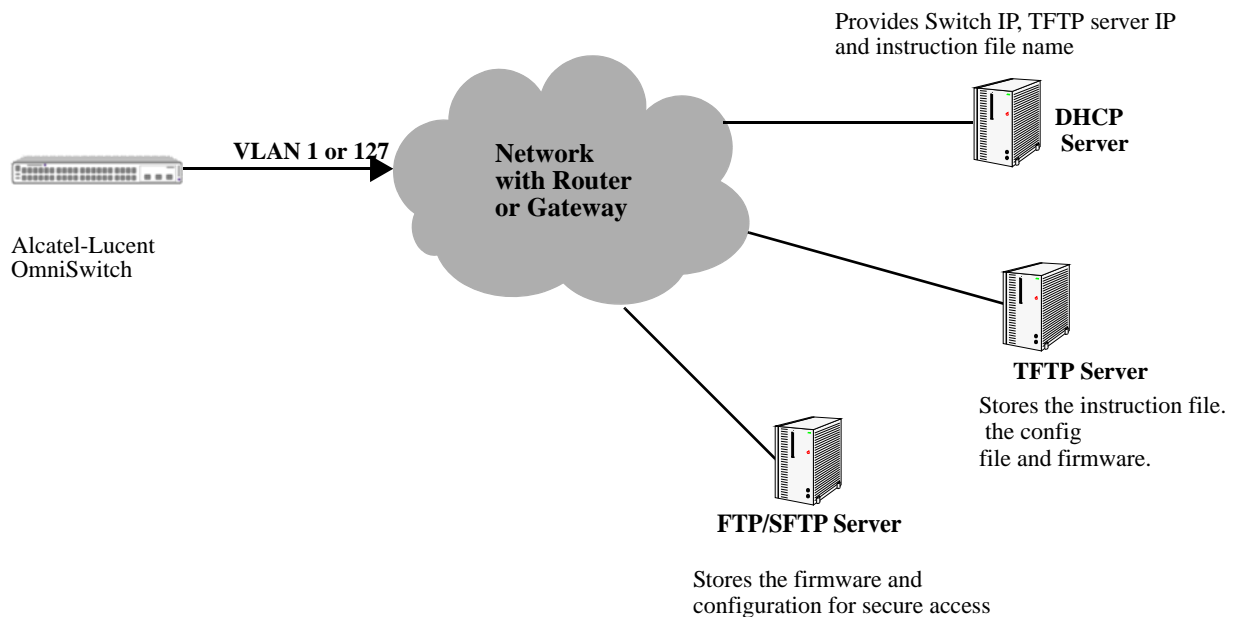 Provides Switch IP, TFTP server IP
and instruction file name
DHCP
Server
VLAN 1 or 127
Network
with Router
or Gateway
Alcatel-Lucent
OmniSwitch
TFTP Server
Stores the instruction file.
the config
file and firmware.
FTP/SFTP Server
Stores the firmware and
configuration for secure access